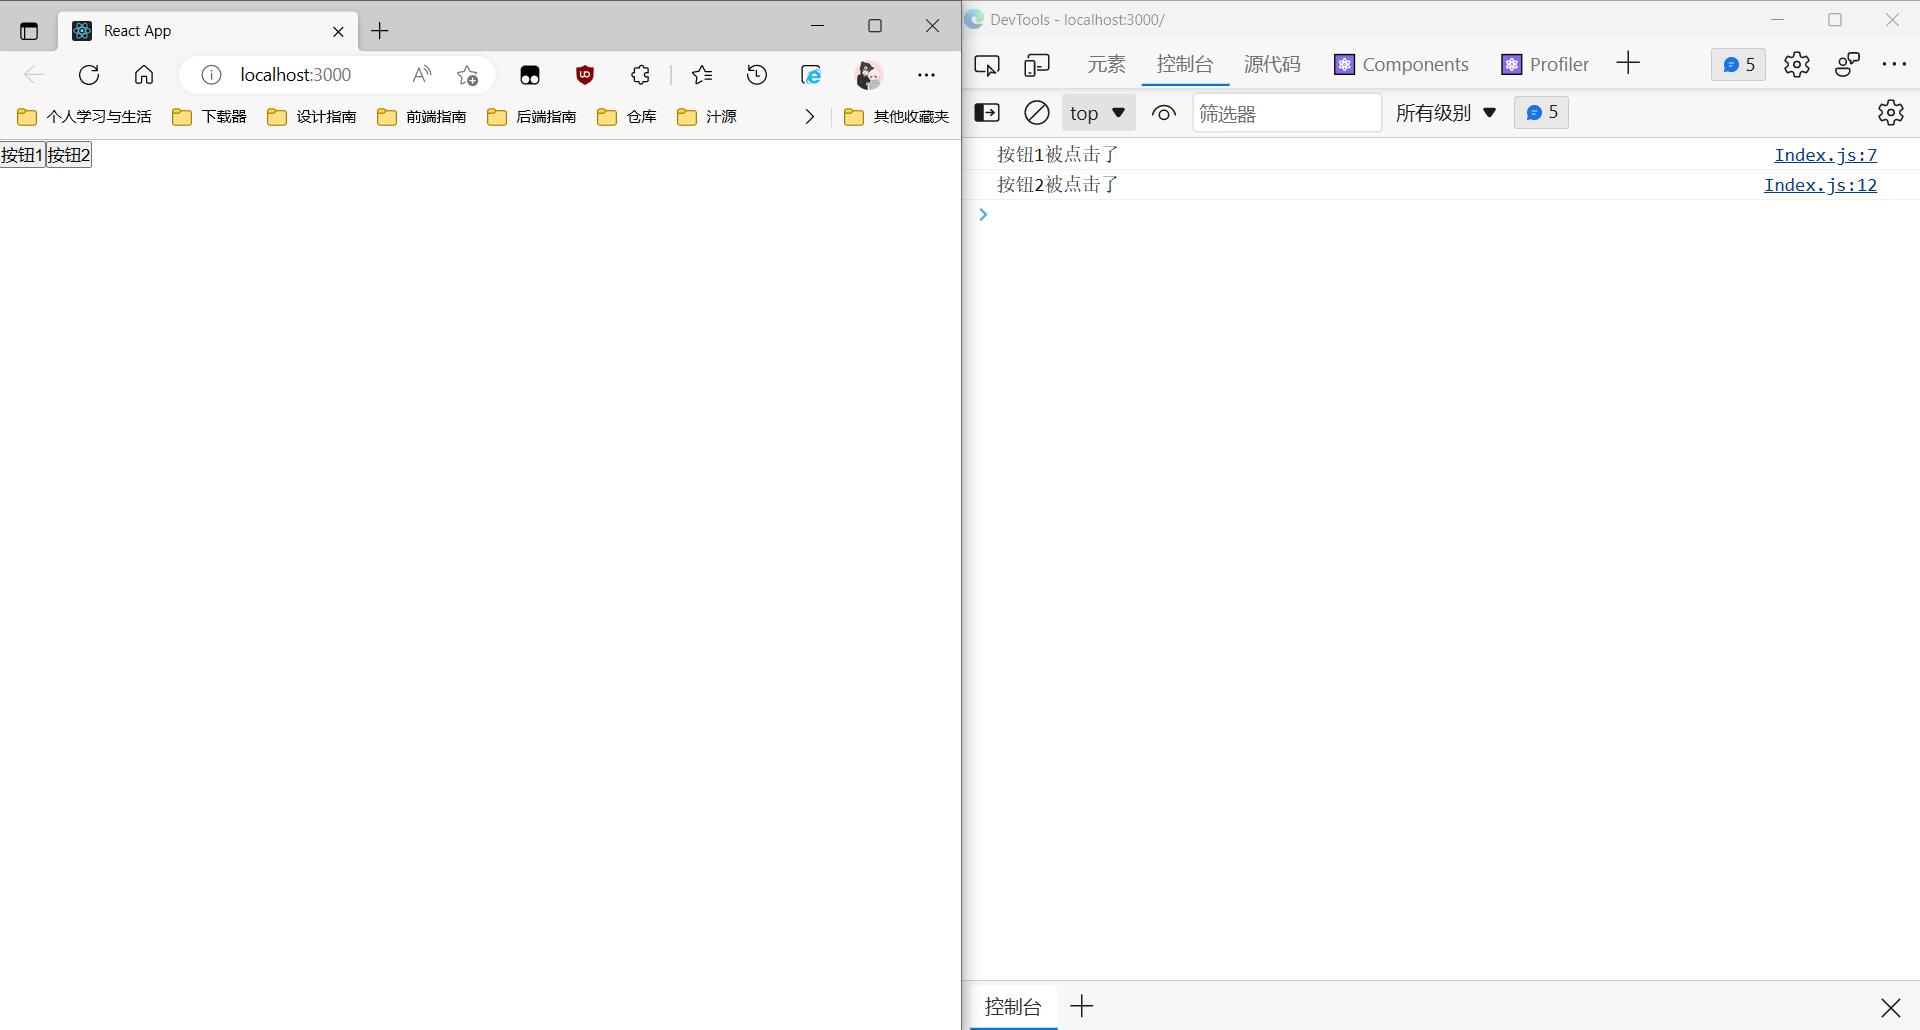 React App
localhost:3000
个人学习与生活 下载器 设计指南 前端指南 后端指南 仓库 汁源 其他收藏夹
按钮1 按钮2
DevTools - localhost:3000/
元素 控制台 源代码 Components Profiler 5
top 筛选器 所有级别 5
按钮1被点击了 Index.js:7
按钮2被点击了 Index.js:12
控制台